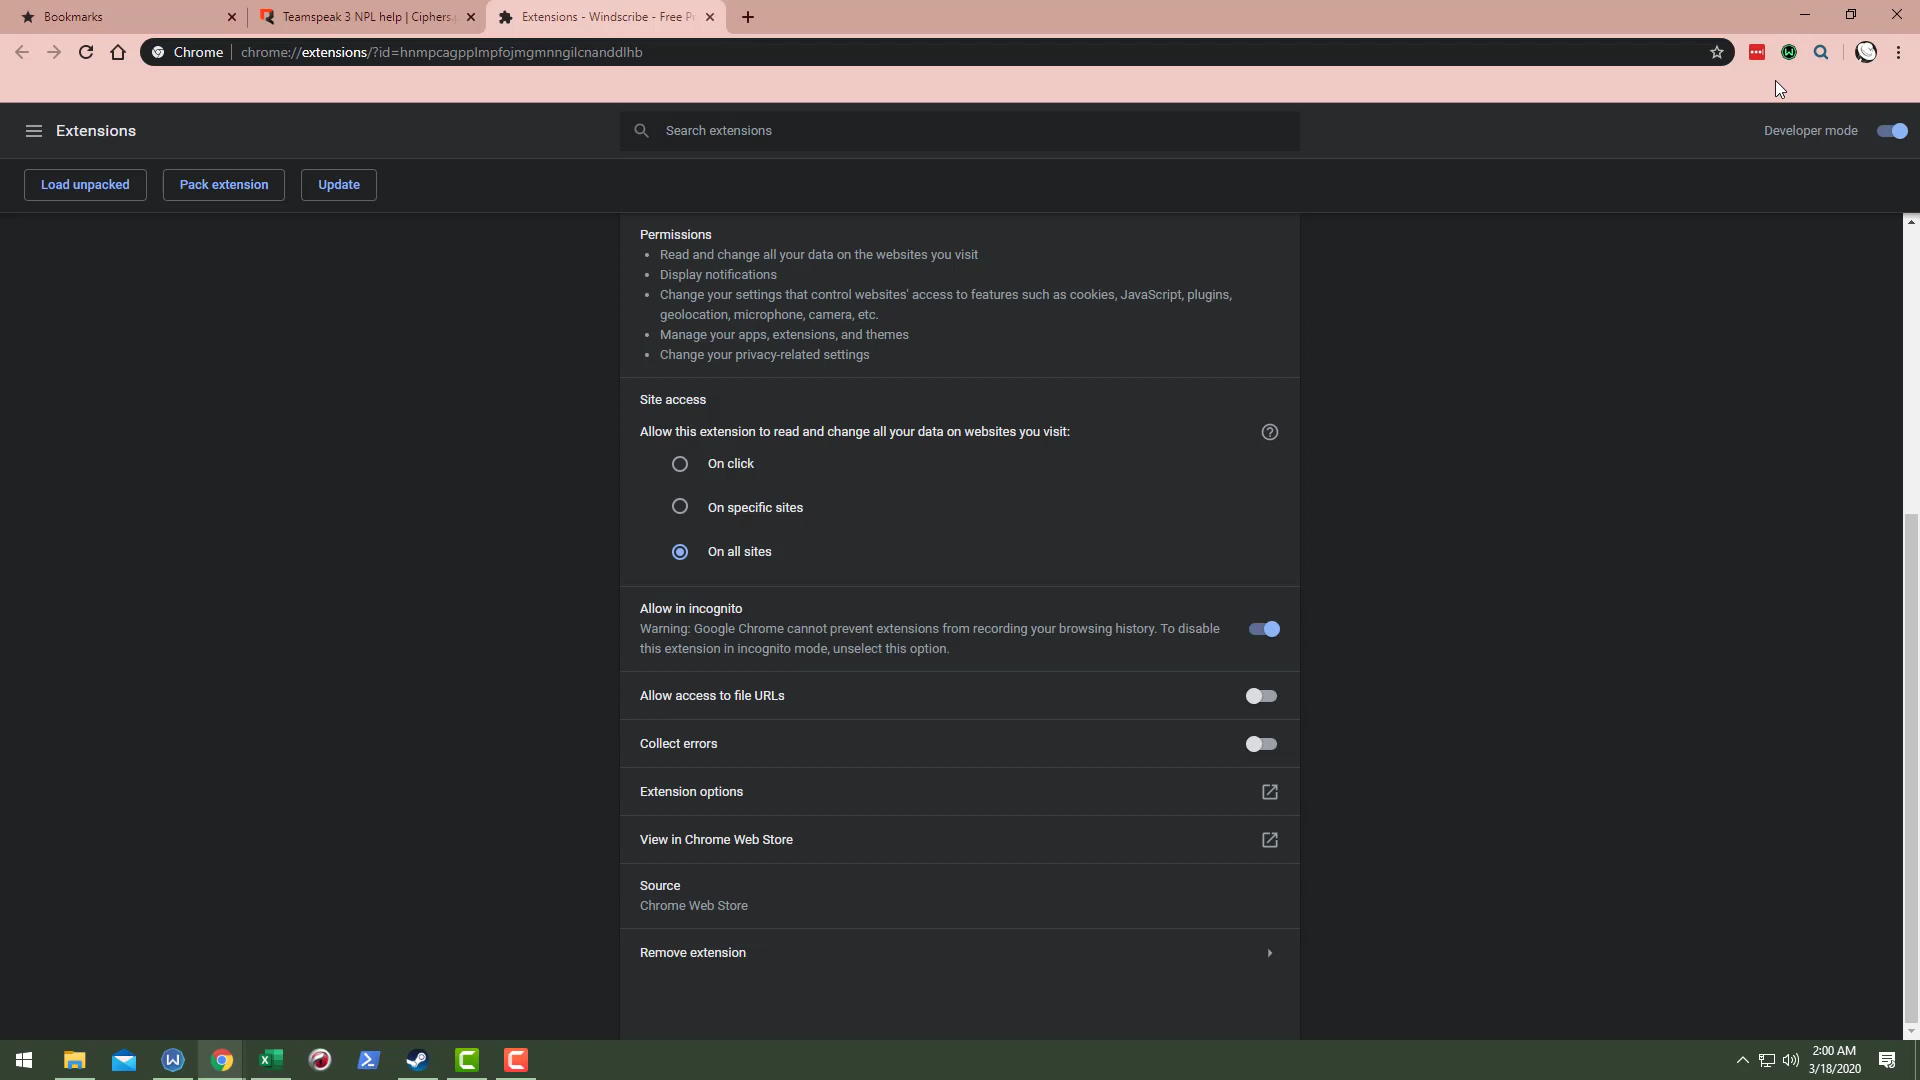 Bookmarks
Teamspeak 3 NPL help | Ciphers.
Extensions - Windscribe - Free P
Chrome
chrome://extensions/?id=hnmpcagpplmpfojmgmnngilcnanddlhb
Extensions
Search extensions
Developer mode
Load unpacked
Pack extension
Update
Permissions
• Read and change all your data on the websites you visit
• Display notifications
• Change your settings that control websites' access to features such as cookies, JavaScript, plugins,
geolocation, microphone, camera, etc.
• Manage your apps, extensions, and themes
• Change your privacy-related settings
Site access
Allow this extension to read and change all your data on websites you visit:
On click
On specific sites
On all sites
Allow in incognito
Warning: Google Chrome cannot prevent extensions from recording your browsing history. To disable
this extension in incognito mode, unselect this option.
Allow access to file URLs
Collect errors
Extension options
View in Chrome Web Store
Source
Chrome Web Store
Remove extension
2:00 AM
3/18/2020